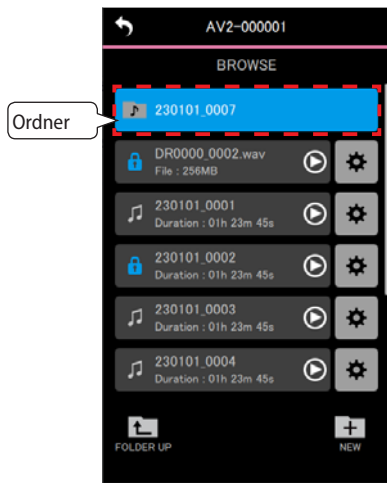 AV2-000001
BROWSE
Ordner
230101_0007
DR0000_0002.wav
File : 256MB
230101_0001
Duration : 01h 23m 45s
230101_0002
Duration : 01h 23m 45s
230101_0003
Duration : 01h 23m 45s
230101_0004
Duration : 01h 23m 45s
FOLDER UP
NEW